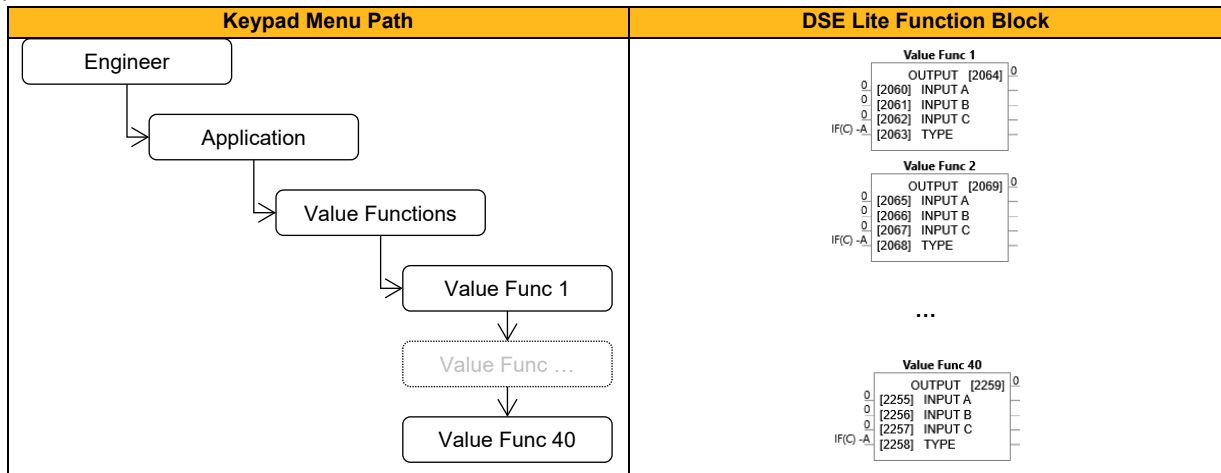 Keypad Menu Path
DSE Lite Function Block
Engineer
Application
Value Functions
Value Func 1
Value Func …
Value Func 40
Value Func 1
OUTPUT [2064] 0
0 [2060] INPUT A
0 [2061] INPUT B
0 [2062] INPUT C
IF(C) -A [2063] TYPE
Value Func 2
OUTPUT [2069] 0
0 [2065] INPUT A
0 [2066] INPUT B
0 [2067] INPUT C
IF(C) -A [2068] TYPE
…
Value Func 40
OUTPUT [2259] 0
0 [2255] INPUT A
0 [2256] INPUT B
0 [2257] INPUT C
IF(C) -A [2258] TYPE